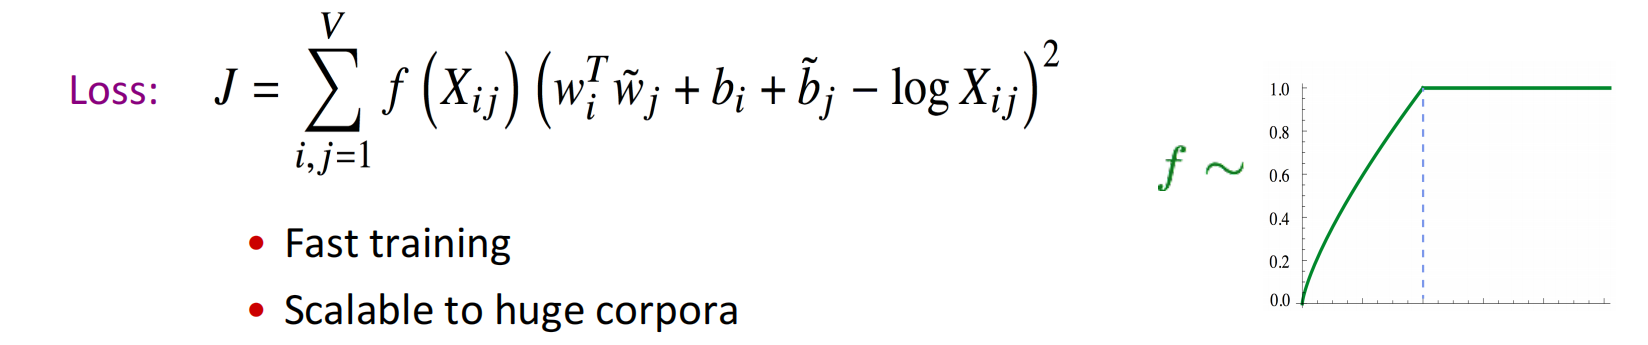 Loss: J = \sum_{i,j=1}^{V} f(X_{ij}) (w_i^T \tilde{w}_j + b_i + \tilde{b}_j − log X_{ij})^2
• Fast training
• Scalable to huge corpora
f ~
1.0
0.8
0.6
0.4
0.2
0.0